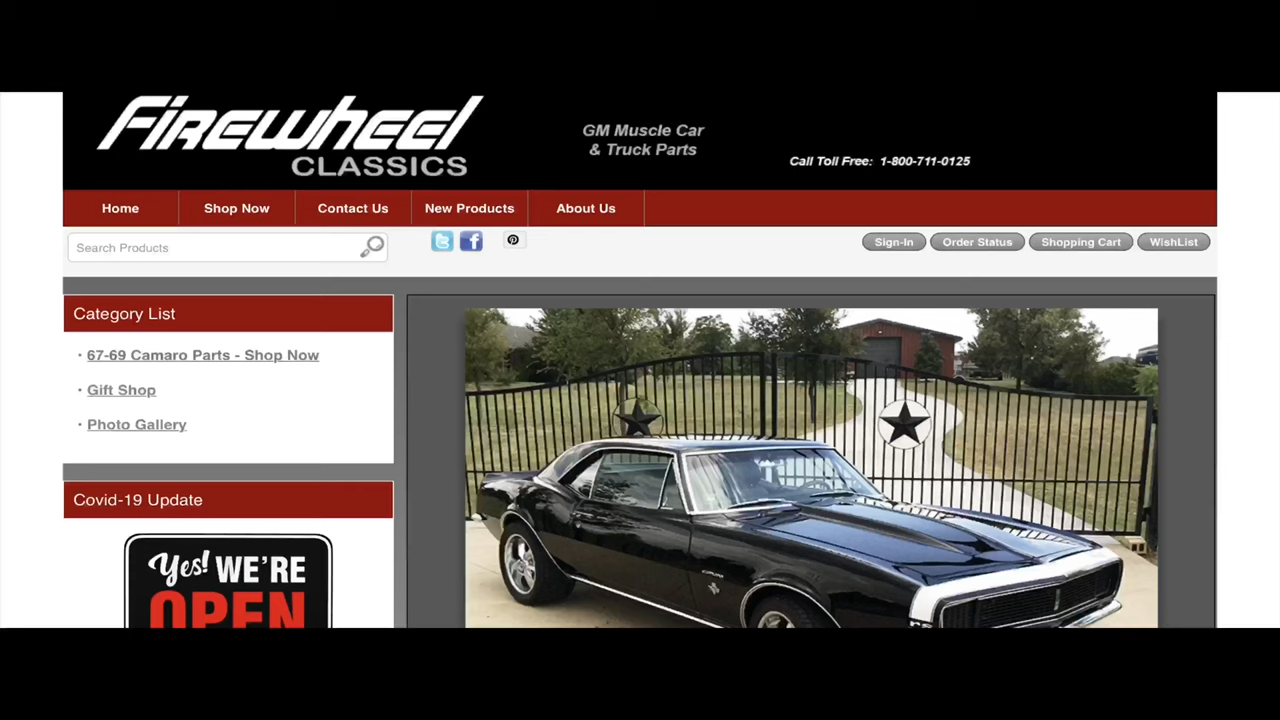 Firewheel
CLASSICS
GM Muscle Car
& Truck Parts
Call Toll Free: 1-800-711-0125
Home
Shop Now
Contact Us
New Products
About Us
Search Products
Sign-In
Order Status
Shopping Cart
WishList
Category List
• 67-69 Camaro Parts - Shop Now
• Gift Shop
• Photo Gallery
Covid-19 Update
Yes! WE'RE
OPEN